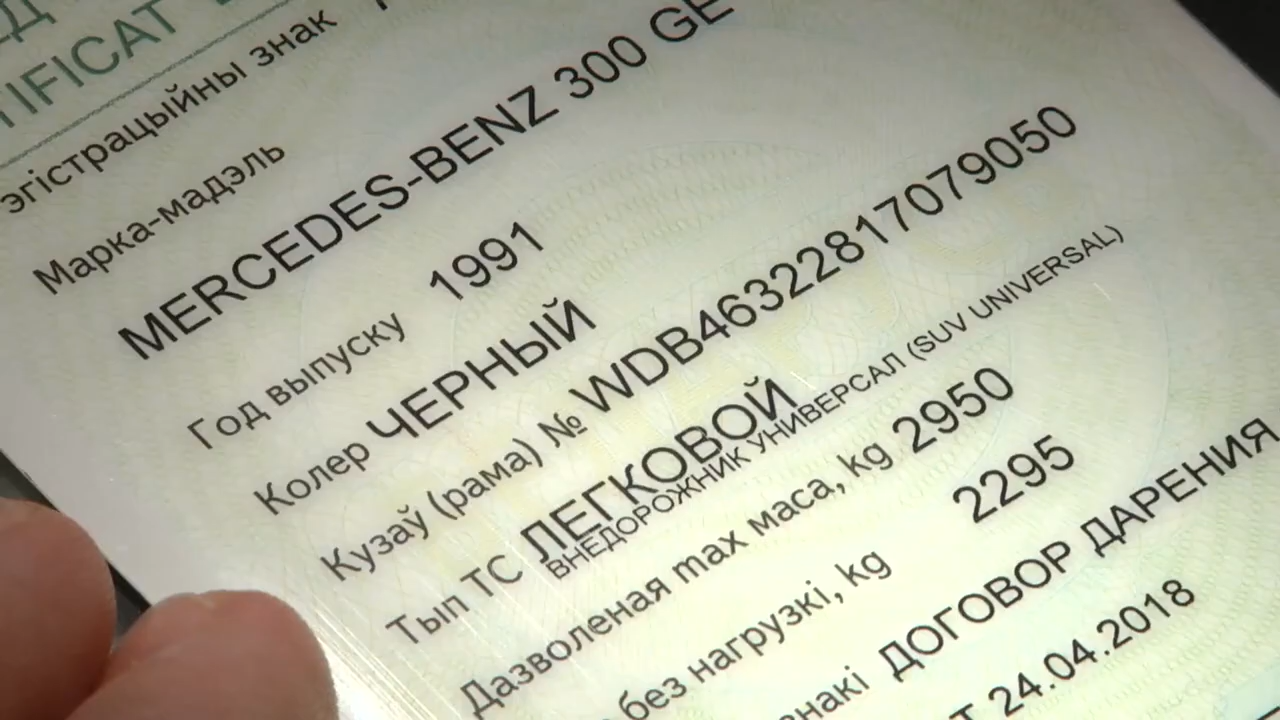 TIFICAT
эгістрацыйны знак
Марка-мадэль
MERCEDES-BENZ 300 GE
Год выпуску 1991
Колер ЧЕРНЫЙ
Кузаў (рама) № WDB46322817079050
Тып ТС ЛЕГКОВОЙ
ВНЕДОРОЖНИК УНИВЕРСАЛ (SUV UNIVERSAL)
Дазволеная max маса, kg 2950
без нагрузкі, kg 2295
знакі ДОГОВОР ДАРЕНИЯ
Т 24.04.2018